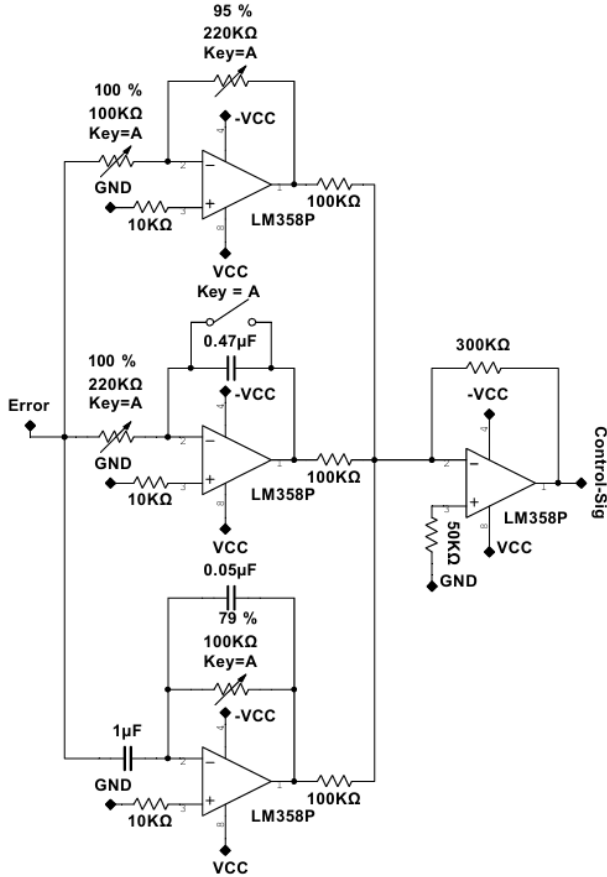 95 %
220KΩ
Key=A
100 %
100KΩ
Key=A
-VCC
4
2
GND
1
3
10KΩ
100KΩ
LM358P
8
VCC
Key = A
0.47µF
100 %
220KΩ
Key=A
-VCC
4
300KΩ
-VCC
4
Error
2
GND
1
3
10KΩ
100KΩ
LM358P
8
VCC
2
1
3
Control-Sig
LM358P
50KΩ
8
VCC
GND
0.05µF
79 %
100KΩ
Key=A
-VCC
4
1µF
2
GND
1
3
10KΩ
100KΩ
LM358P
8
VCC